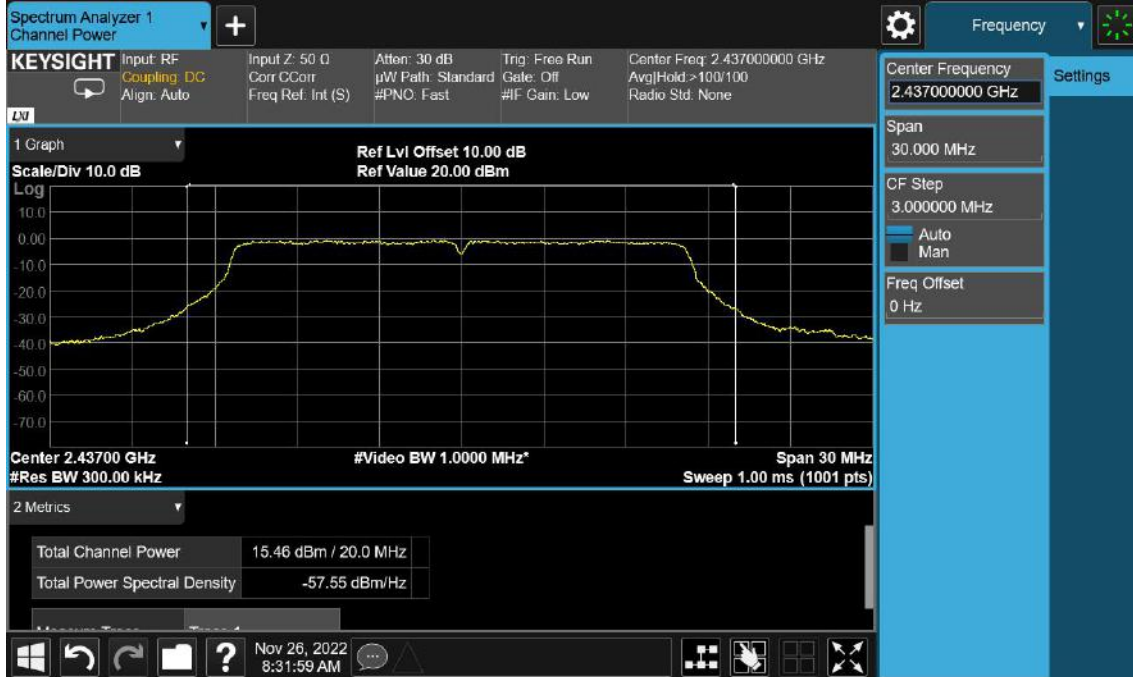 Spectrum Analyzer 1
Channel Power
Frequency
KEYSIGHT
Input: RF
Coupling: DC
Align: Auto
Input Z: 50 Ω
Corr CCorr
Freq Ref: Int (S)
Atten: 30 dB
µW Path: Standard
#PNO: Fast
Trig: Free Run
Gate: Off
#IF Gain: Low
Center Freq: 2.437000000 GHz
Avg|Hold:>100/100
Radio Std: None
LXI
Center Frequency
2.437000000 GHz
Settings
Span
30.000 MHz
CF Step
3.000000 MHz
Auto
Man
Freq Offset
0 Hz
1 Graph
Scale/Div 10.0 dB
Ref Lvl Offset 10.00 dB
Ref Value 20.00 dBm
Log
10.0
0.00
-10.0
-20.0
-30.0
-40.0
-50.0
-60.0
-70.0
Center 2.43700 GHz
#Res BW 300.00 kHz
#Video BW 1.0000 MHz*
Span 30 MHz
Sweep 1.00 ms (1001 pts)
2 Metrics
Total Channel Power 15.46 dBm / 20.0 MHz
Total Power Spectral Density -57.55 dBm/Hz
Nov 26, 2022
8:31:59 AM